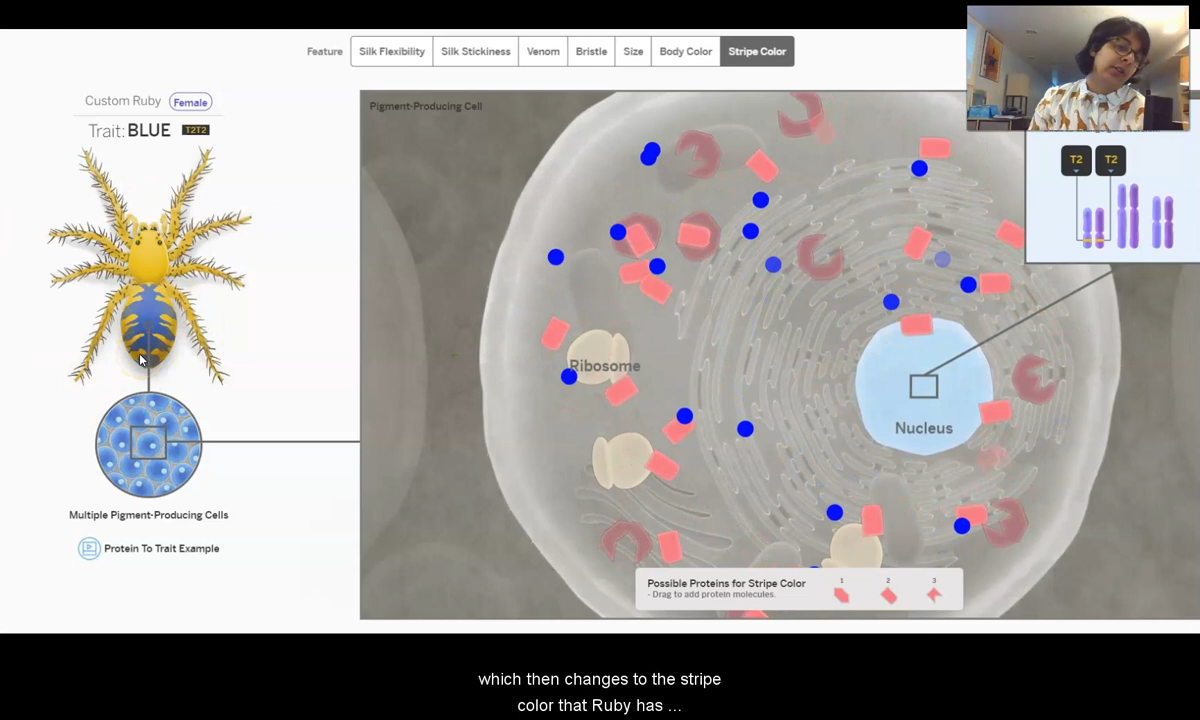 Feature Silk Flexibility Silk Stickiness Venom Bristle Size Body Color Stripe Color
Custom Ruby Female
Trait: BLUE T2T2
Pigment-Producing Cell
T2 T2
Ribosome
Nucleus
Multiple Pigment-Producing Cells
Protein To Trait Example
Possible Proteins for Stripe Color 1 2 3
- Drag to add protein molecules.
which then changes to the stripe
color that Ruby has ...